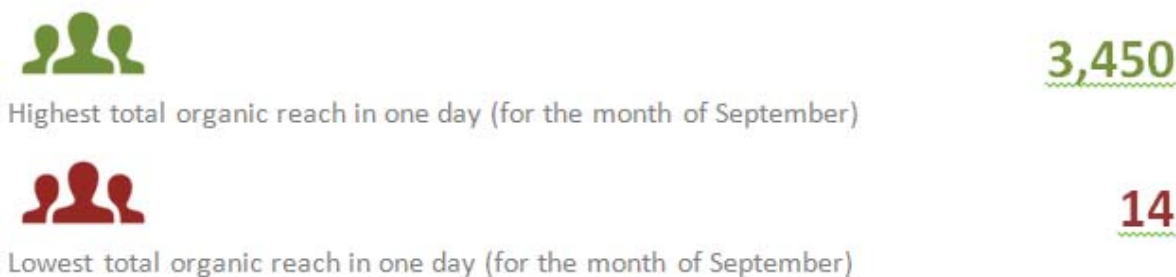 3,450
Highest total organic reach in one day (for the month of September)
14
Lowest total organic reach in one day (for the month of September)